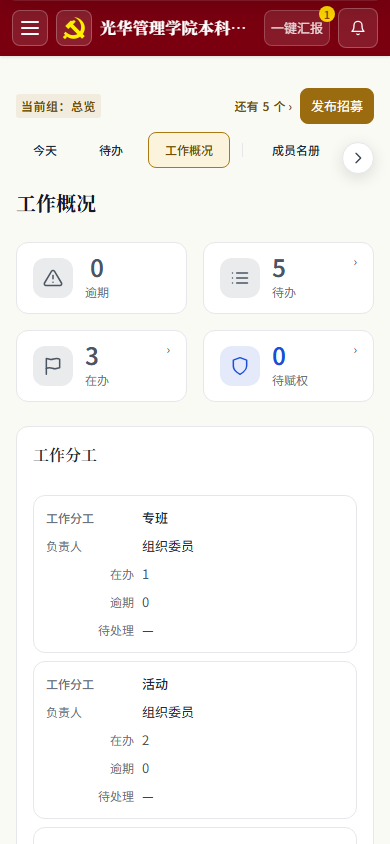 光华管理学院本科…
一键汇报
1
当前组：总览
还有 5 个 ›
发布招募
今天
待办
工作概况
成员名册
工作概况
0
逾期
5
待办
3
在办
0
待赋权
工作分工
工作分工 专班
负责人 组织委员
在办 1
逾期 0
待处理 —
工作分工 活动
负责人 组织委员
在办 2
逾期 0
待处理 —